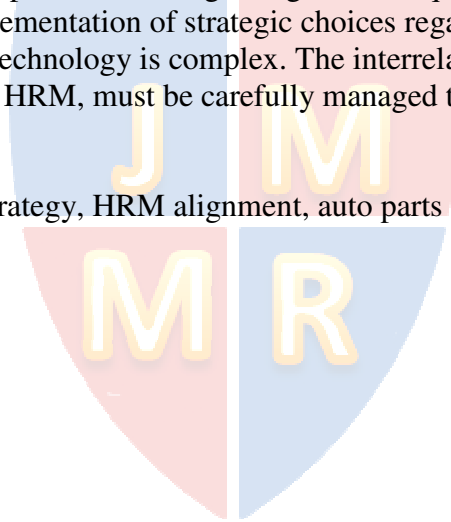 ementation of strategic choices rega
echnology is complex. The interrela
HRM, must be carefully managed t
J M
rategy, HRM alignment, auto parts
M R